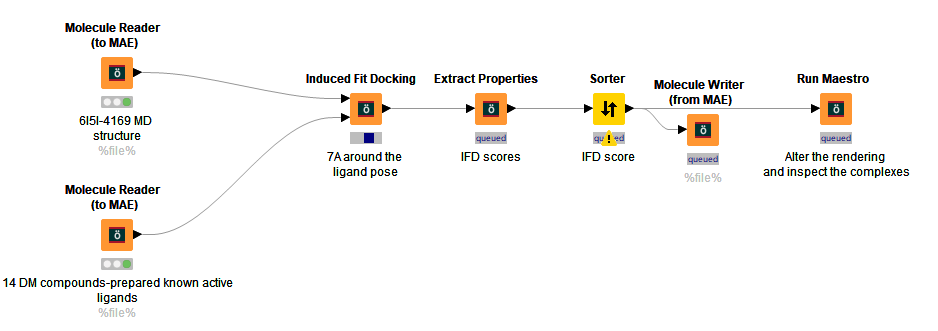 Molecule Reader
(to MAE)
ö
6I5I-4169 MD
structure
%file%
Molecule Reader
(to MAE)
ö
14 DM compounds-prepared known active
ligands
%file%
Induced Fit Docking
ö
7A around the
ligand pose
Extract Properties
ö
queued
IFD scores
Sorter
queued
IFD score
Molecule Writer
(from MAE)
ö
queued
%file%
Run Maestro
ö
queued
Alter the rendering
and inspect the complexes